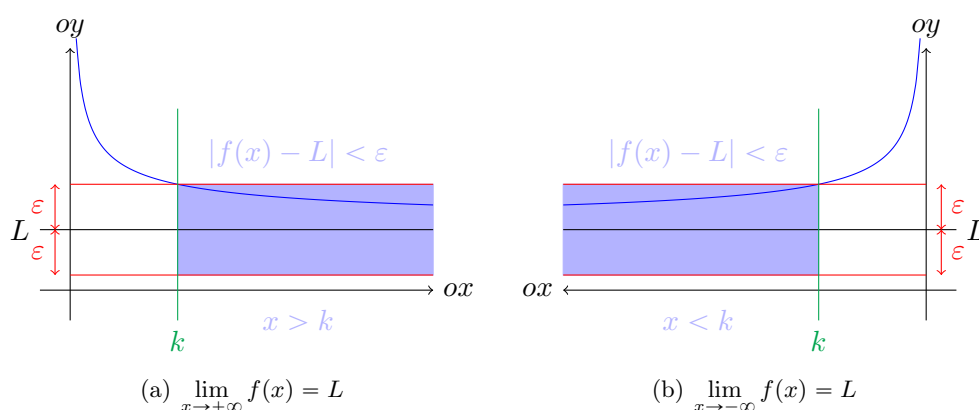 oy
|f(x) − L| < ε
ε
L
ε
ox
x > k
k
(a) lim x→+∞ f(x) = L
oy
|f(x) − L| < ε
ε
L
ε
ox
x < k
k
(b) lim x→−∞ f(x) = L